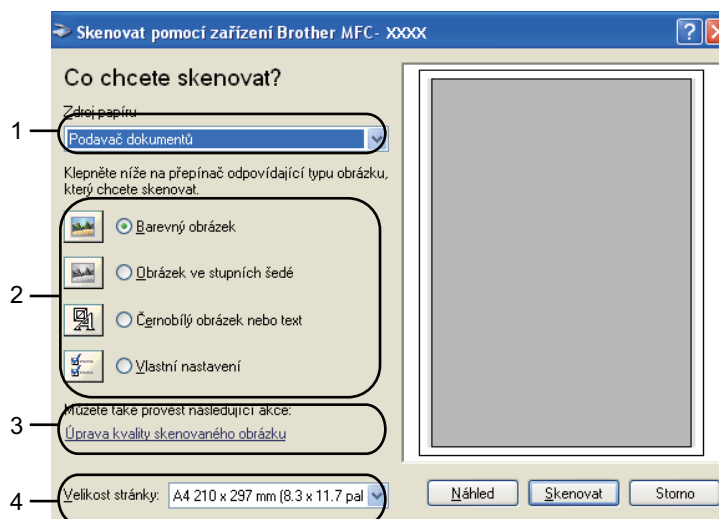 Skenovat pomocí zařízení Brother MFC- XXXX
Co chcete skenovat?
1
Zdroj papíru
Podavač dokumentů
Klepněte níže na přepínač odpovídající typu obrázku,
který chcete skenovat.
2
Barevný obrázek
Obrázek ve stupních šedé
Černobílý obrázek nebo text
Vlastní nastavení
3
Můžete také provést následující akce:
Úprava kvality skenovaného obrázku
4
Velikost stránky: A4 210 x 297 mm (8.3 x 11.7 pal
Náhled Skenovat Storno